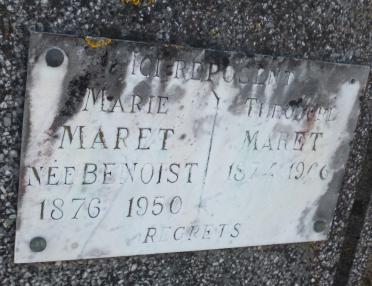 ICI REPOSENT
MARIE
MARET
NÉE BENOIST
1876 1950
MARET
REGRETS